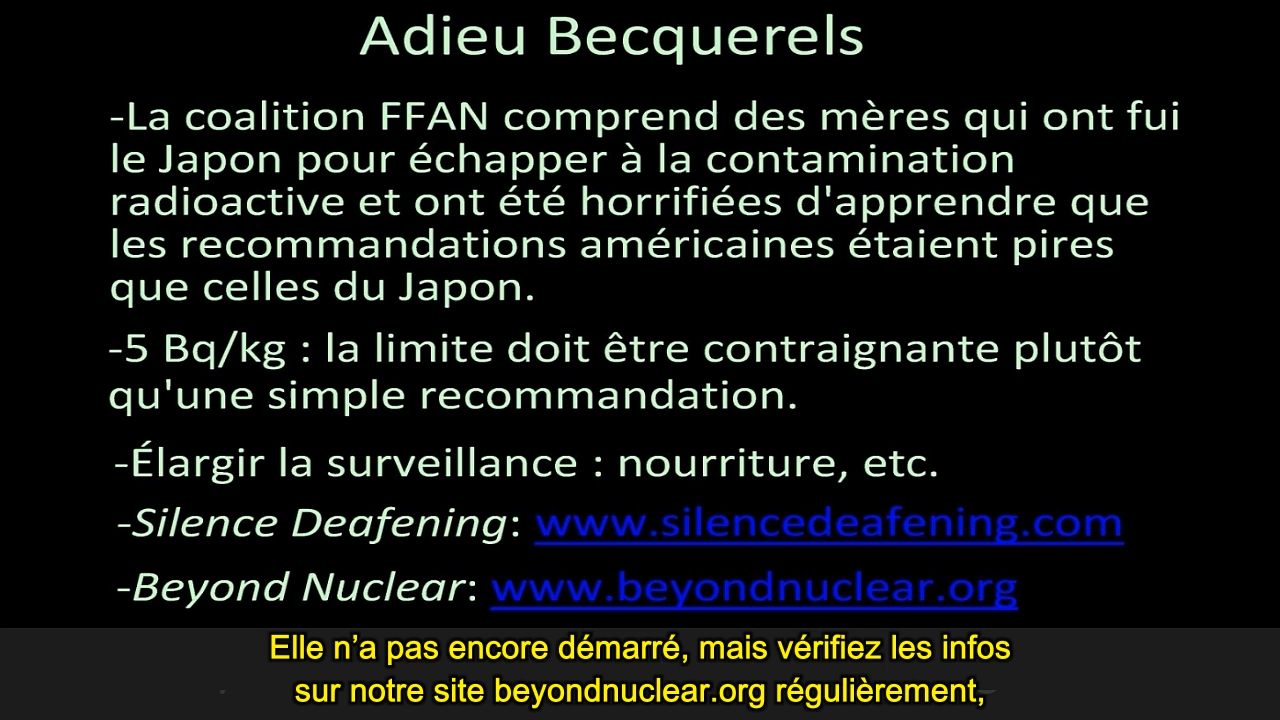 Adieu Becquerels
-La coalition FFAN comprend des mères qui ont fui
le Japon pour échapper à la contamination
radioactive et ont été horrifiées d'apprendre que
les recommandations américaines étaient pires
que celles du Japon.
-5 Bq/kg : la limite doit être contraignante plutôt
qu'une simple recommandation.
-Élargir la surveillance : nourriture, etc.
-Silence Deafening: www.silencedeafening.com
-Beyond Nuclear: www.beyondnuclear.org
Elle n’a pas encore démarré, mais vérifiez les infos
sur notre site beyondnuclear.org régulièrement,